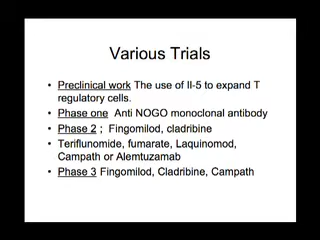 Various Trials
• Preclinical work The use of Il-5 to expand T
regulatory cells.
• Phase one  Anti NOGO monoclonal antibody
• Phase 2 ;  Fingomilod, cladribine
• Teriflunomide, fumarate, Laquinomod,
Campath or Alemtuzamab
• Phase 3 Fingomilod, Cladribine, Campath